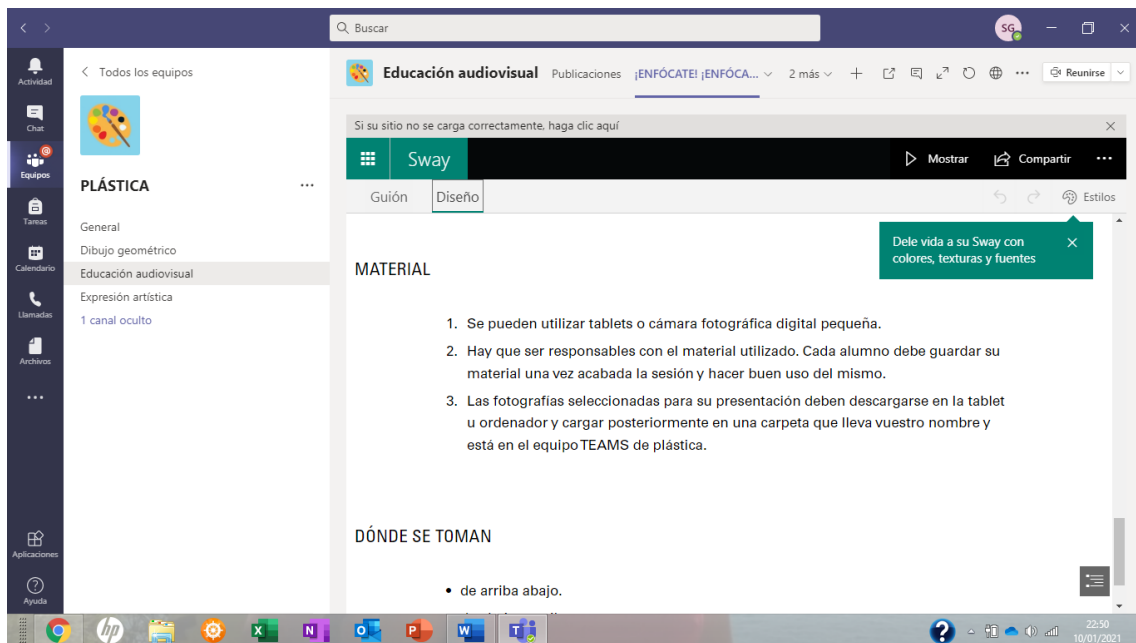 Buscar
SG
Actividad
Chat
Equipos
Tareas
Calendario
Llamadas
Archivos
Aplicaciones
Ayuda
Todos los equipos
PLÁSTICA
General
Dibujo geométrico
Educación audiovisual
Expresión artística
1 canal oculto
Educación audiovisual Publicaciones ¡ENFÓCATE! ¡ENFÓCA... 2 más Reunirse
Si su sitio no se carga correctamente, haga clic aquí
Sway Mostrar Compartir
Guión Diseño Estilos
Dele vida a su Sway con
colores, texturas y fuentes
MATERIAL
1. Se pueden utilizar tablets o cámara fotográfica digital pequeña.
2. Hay que ser responsables con el material utilizado. Cada alumno debe guardar su
material una vez acabada la sesión y hacer buen uso del mismo.
3. Las fotografías seleccionadas para su presentación deben descargarse en la tablet
u ordenador y cargar posteriormente en una carpeta que lleva vuestro nombre y
está en el equipo TEAMS de plástica.
DÓNDE SE TOMAN
• de arriba abajo.
22:50
10/01/2021